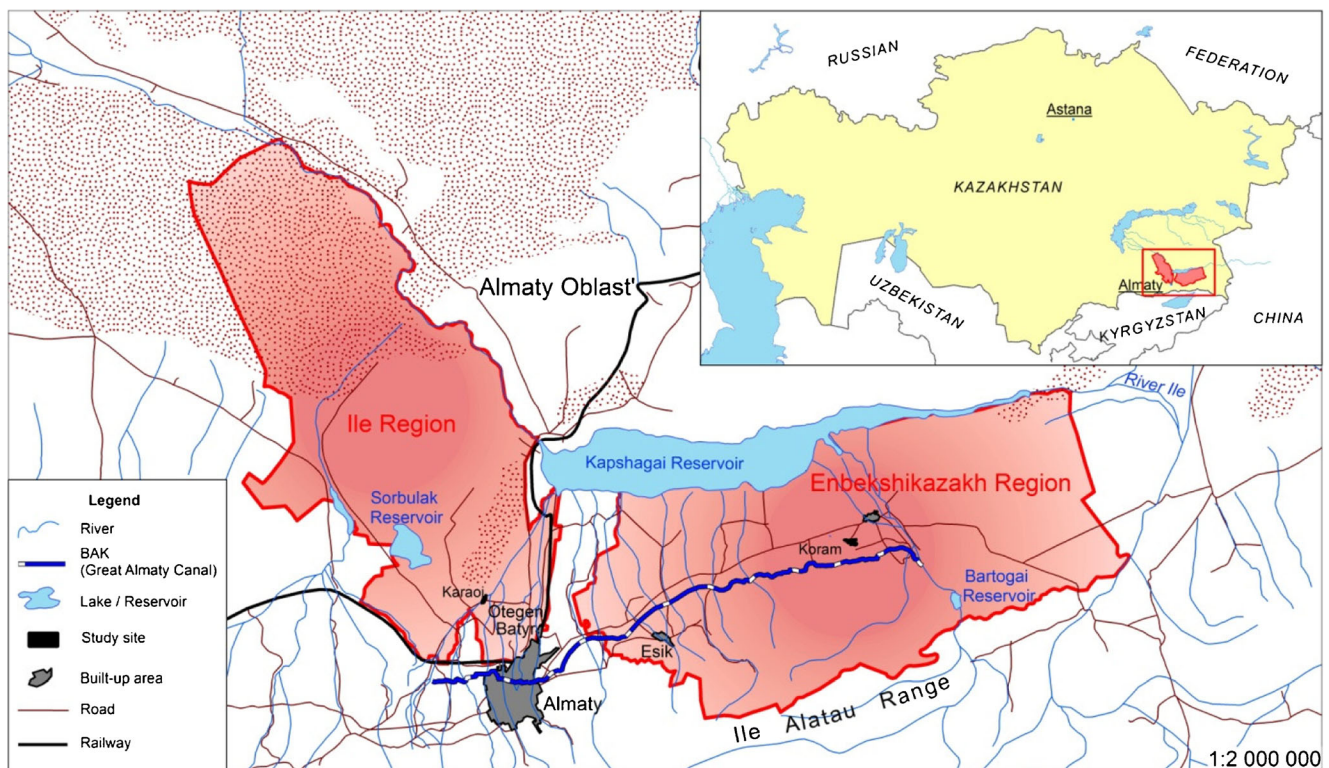 RUSSIAN
FEDERATION
Astana
KAZAKHSTAN
Almaty
UZBEKISTAN
KYRGYZSTAN
CHINA
Almaty Oblast'
River Ile
Ile Region
Kapshagai Reservoir
Enbekshikazakh Region
Sorbulak
Reservoir
Koram
Bartogai
Reservoir
Karaoi
Otegen
Batyr
Esik
Almaty
Ile Alatau Range
Legend
River
BAK
(Great Almaty Canal)
Lake / Reservoir
Study site
Built-up area
Road
Railway
1:2 000 000